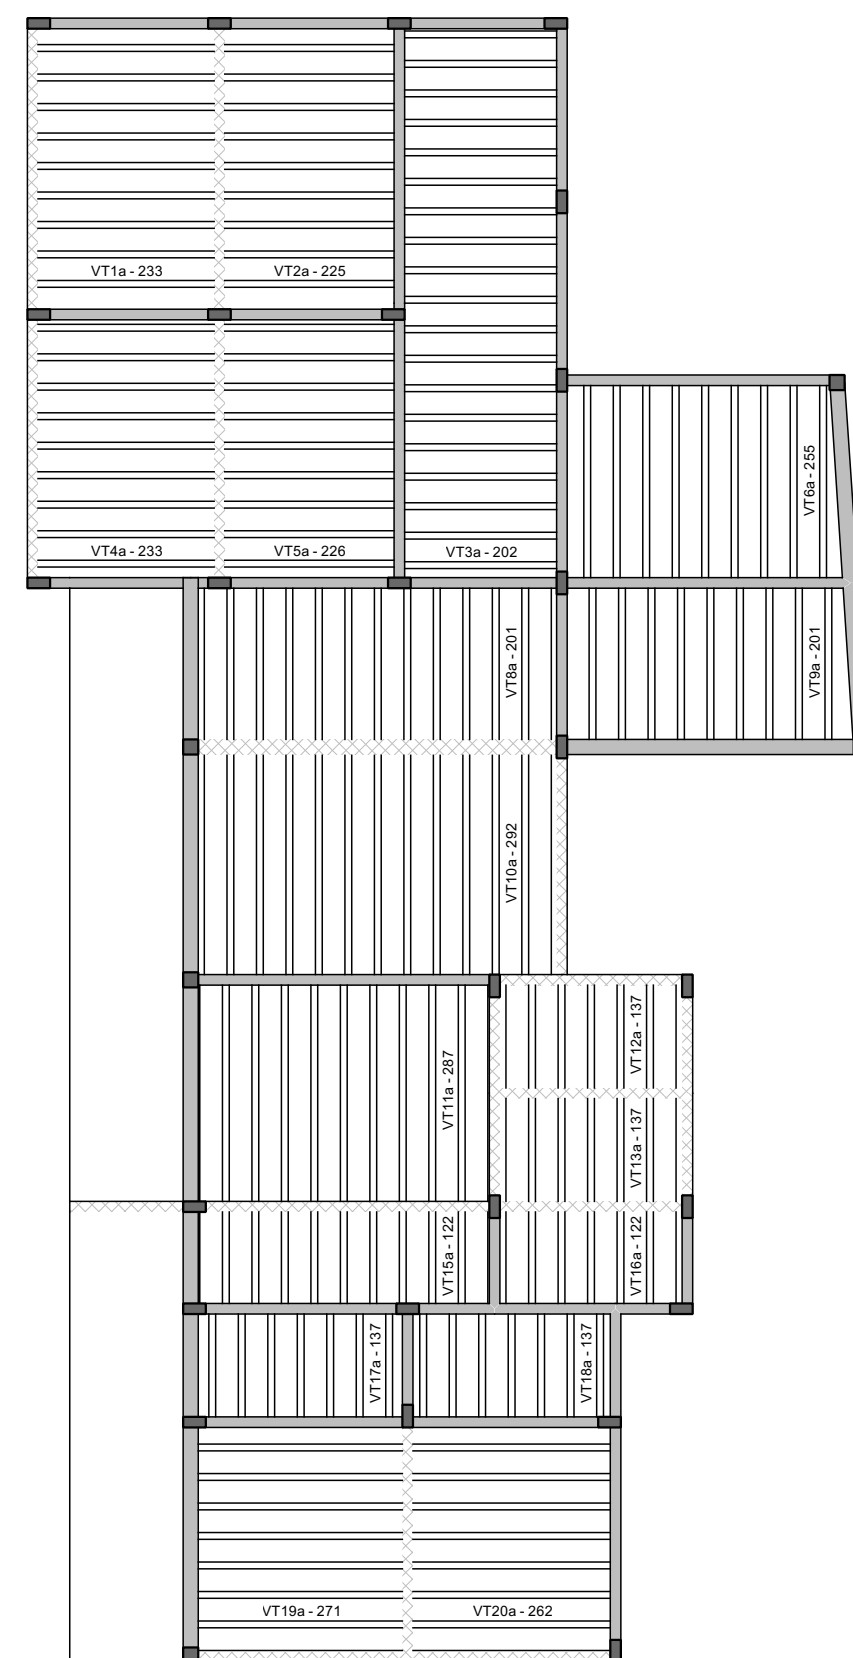 VT1a - 233
VT2a - 225
VT6a - 255
VT4a - 233
VT5a - 226
VT3a - 202
VT8a - 201
VT9a - 201
VT10a - 292
VT11a - 287
VT12a - 137
VT13a - 137
VT15a - 122
VT16a - 122
VT17a - 137
VT18a - 137
VT19a - 271
VT20a - 262